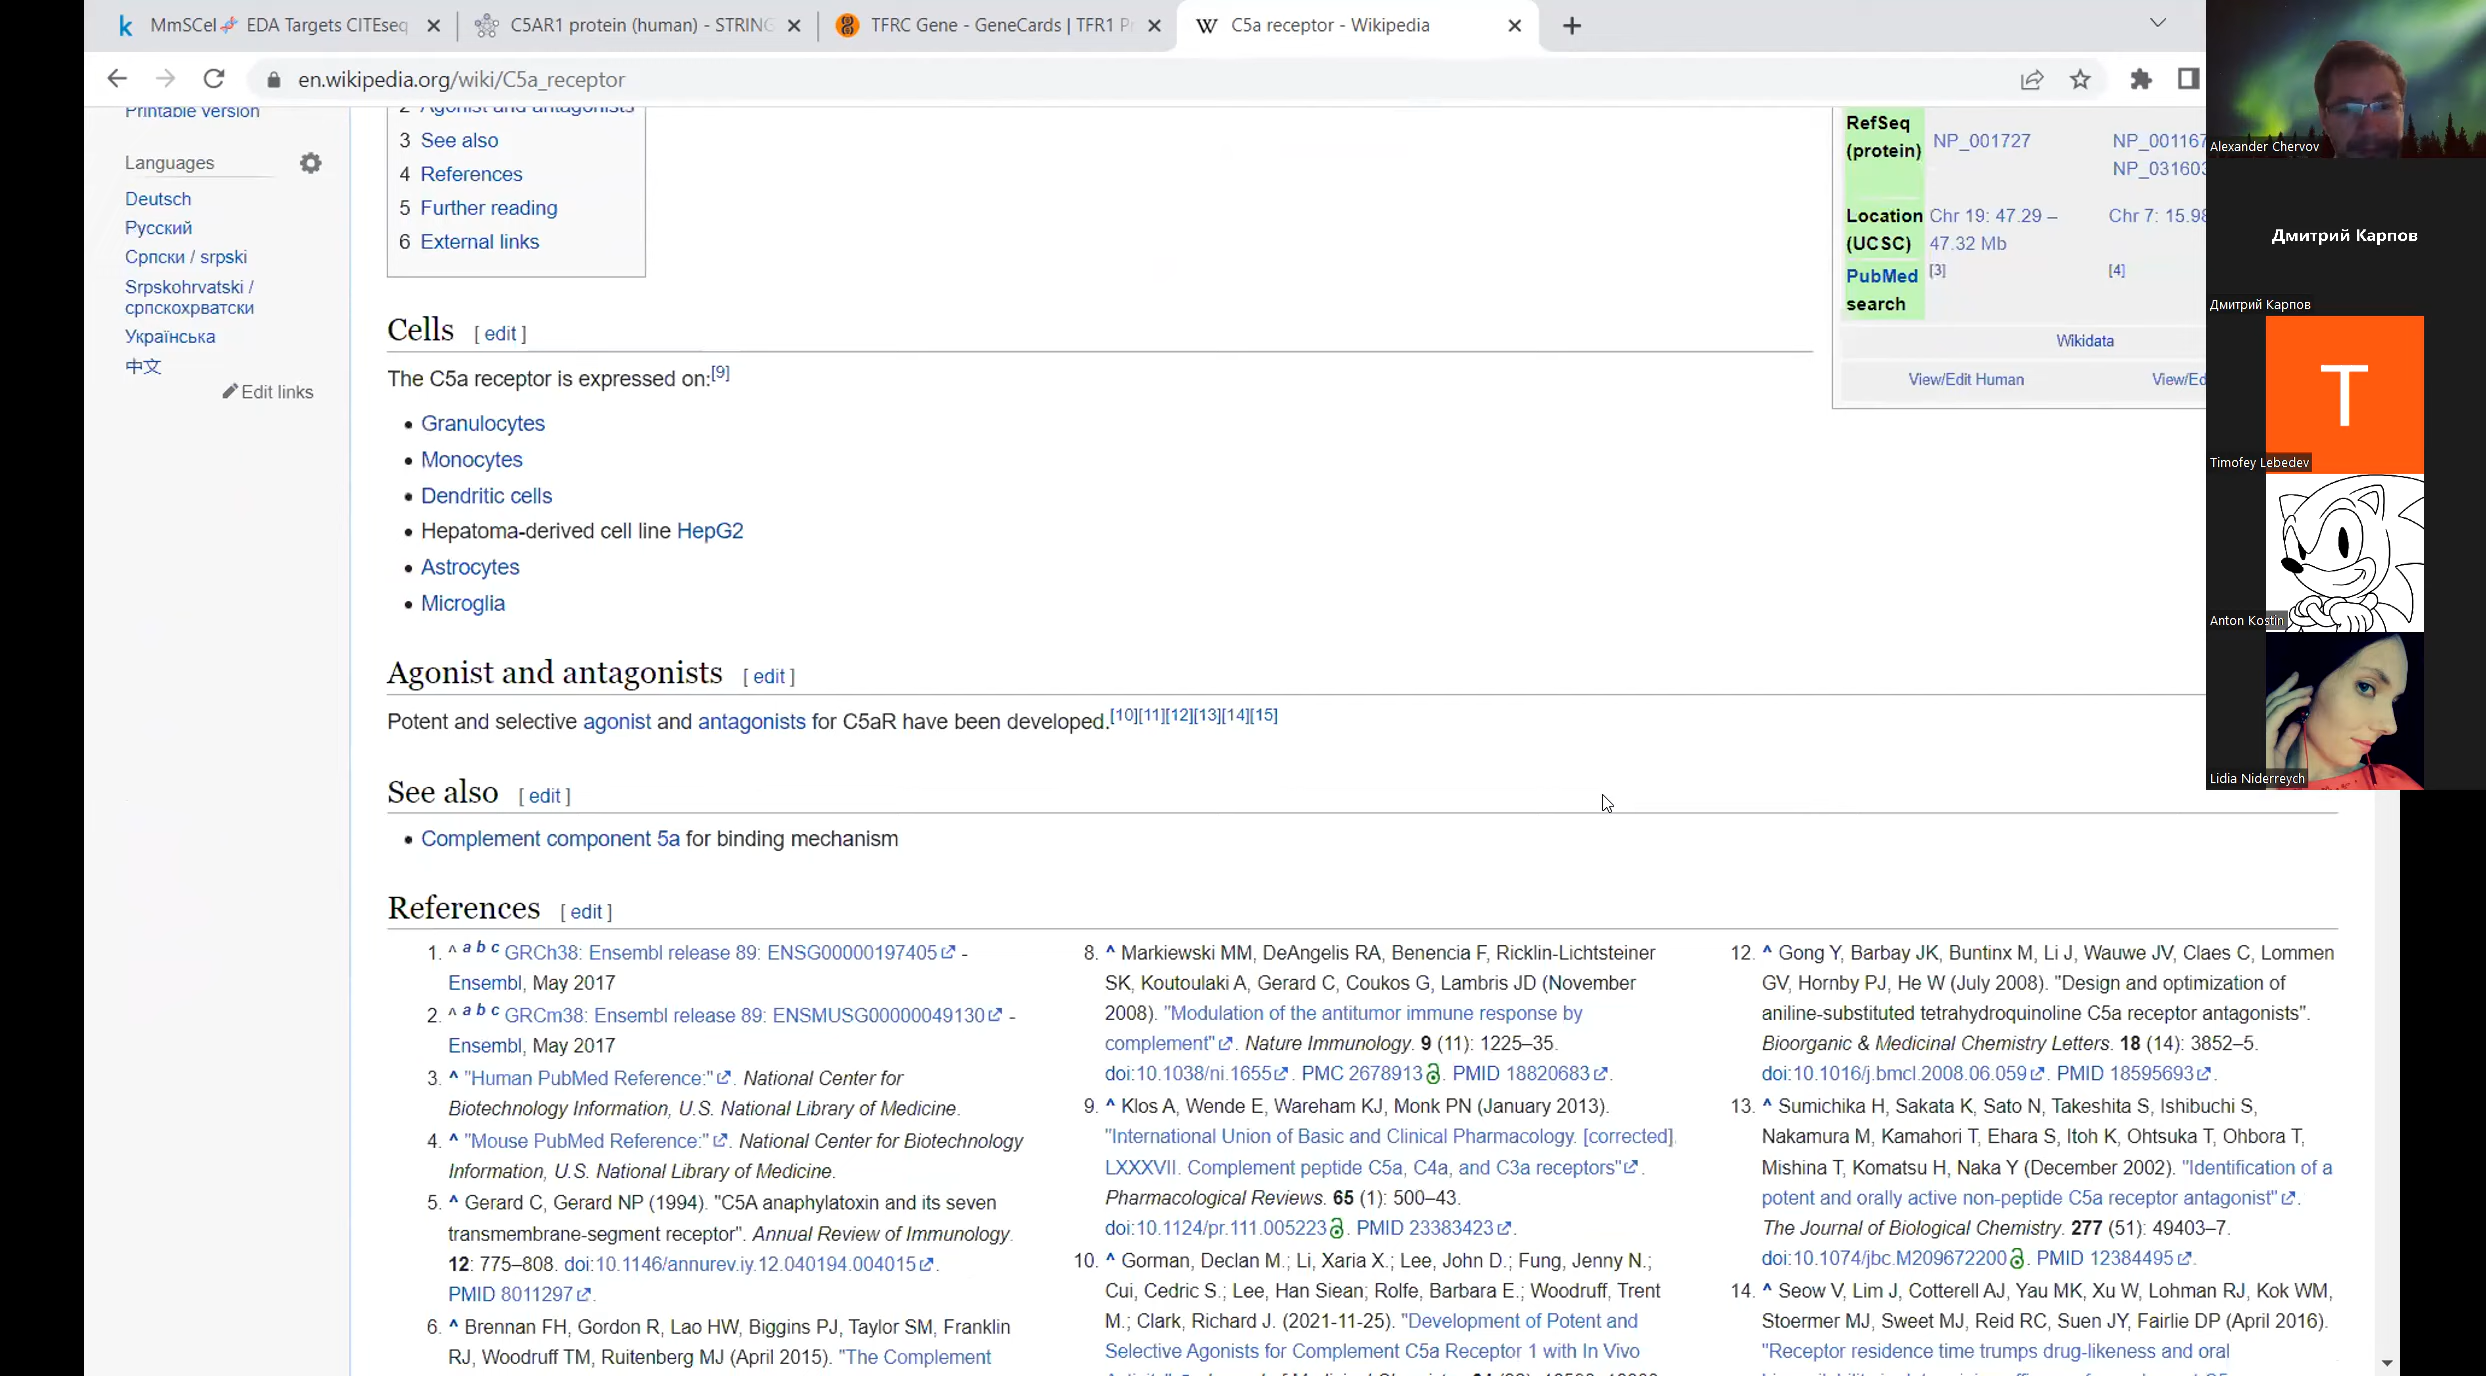 MmSCel EDA Targets CITEseq
C5AR1 protein (human) - STRING
TFRC Gene - GeneCards | TFR1 P
C5a receptor - Wikipedia
en.wikipedia.org/wiki/C5a_receptor
Printable version
Languages
Deutsch
Русский
Српски / srpski
Srpskohrvatski /
српскохрватски
Українська
中文
Edit links
2 Agonist and antagonists
3 See also
4 References
5 Further reading
6 External links
RefSeq
(protein)
NP_001727
NP_001167
NP_031603
Location
(UCSC)
Chr 19: 47.29 –
47.32 Mb
Chr 7: 15.98
PubMed
search
[3]
[4]
Wikidata
View/Edit Human
View/Ed
Cells [ edit ]
The C5a receptor is expressed on:[9]
• Granulocytes
• Monocytes
• Dendritic cells
• Hepatoma-derived cell line HepG2
• Astrocytes
• Microglia
Agonist and antagonists [ edit ]
Potent and selective agonist and antagonists for C5aR have been developed.[10][11][12][13][14][15]
See also [ edit ]
• Complement component 5a for binding mechanism
References [ edit ]
1. ^ a b c GRCh38: Ensembl release 89: ENSG00000197405 -
Ensembl, May 2017
2. ^ a b c GRCm38: Ensembl release 89: ENSMUSG00000049130 -
Ensembl, May 2017
3. ^ "Human PubMed Reference:". National Center for
Biotechnology Information, U.S. National Library of Medicine.
4. ^ "Mouse PubMed Reference:". National Center for Biotechnology
Information, U.S. National Library of Medicine.
5. ^ Gerard C, Gerard NP (1994). "C5A anaphylatoxin and its seven
transmembrane-segment receptor". Annual Review of Immunology.
12: 775–808. doi:10.1146/annurev.iy.12.040194.004015.
PMID 8011297.
6. ^ Brennan FH, Gordon R, Lao HW, Biggins PJ, Taylor SM, Franklin
RJ, Woodruff TM, Ruitenberg MJ (April 2015). "The Complement
8. ^ Markiewski MM, DeAngelis RA, Benencia F, Ricklin-Lichtsteiner
SK, Koutoulaki A, Gerard C, Coukos G, Lambris JD (November
2008). "Modulation of the antitumor immune response by
complement". Nature Immunology. 9 (11): 1225–35.
doi:10.1038/ni.1655. PMC 2678913. PMID 18820683.
9. ^ Klos A, Wende E, Wareham KJ, Monk PN (January 2013).
"International Union of Basic and Clinical Pharmacology. [corrected].
LXXXVII. Complement peptide C5a, C4a, and C3a receptors".
Pharmacological Reviews. 65 (1): 500–43.
doi:10.1124/pr.111.005223. PMID 23383423.
10. ^ Gorman, Declan M.; Li, Xaria X.; Lee, John D.; Fung, Jenny N.;
Cui, Cedric S.; Lee, Han Siean; Rolfe, Barbara E.; Woodruff, Trent
M.; Clark, Richard J. (2021-11-25). "Development of Potent and
Selective Agonists for Complement C5a Receptor 1 with In Vivo
12. ^ Gong Y, Barbay JK, Buntinx M, Li J, Wauwe JV, Claes C, Lommen
GV, Hornby PJ, He W (July 2008). "Design and optimization of
aniline-substituted tetrahydroquinoline C5a receptor antagonists".
Bioorganic & Medicinal Chemistry Letters. 18 (14): 3852–5.
doi:10.1016/j.bmcl.2008.06.059. PMID 18595693.
13. ^ Sumichika H, Sakata K, Sato N, Takeshita S, Ishibuchi S,
Nakamura M, Kamahori T, Ehara S, Itoh K, Ohtsuka T, Ohbora T,
Mishina T, Komatsu H, Naka Y (December 2002). "Identification of a
potent and orally active non-peptide C5a receptor antagonist".
The Journal of Biological Chemistry. 277 (51): 49403–7.
doi:10.1074/jbc.M209672200. PMID 12384495.
14. ^ Seow V, Lim J, Cotterell AJ, Yau MK, Xu W, Lohman RJ, Kok WM,
Stoermer MJ, Sweet MJ, Reid RC, Suen JY, Fairlie DP (April 2016).
"Receptor residence time trumps drug-likeness and oral
Alexander Chervov
Дмитрий Карпов
Дмитрий Карпов
T
Timofey Lebedev
Anton Kostin
Lidia Niderreych